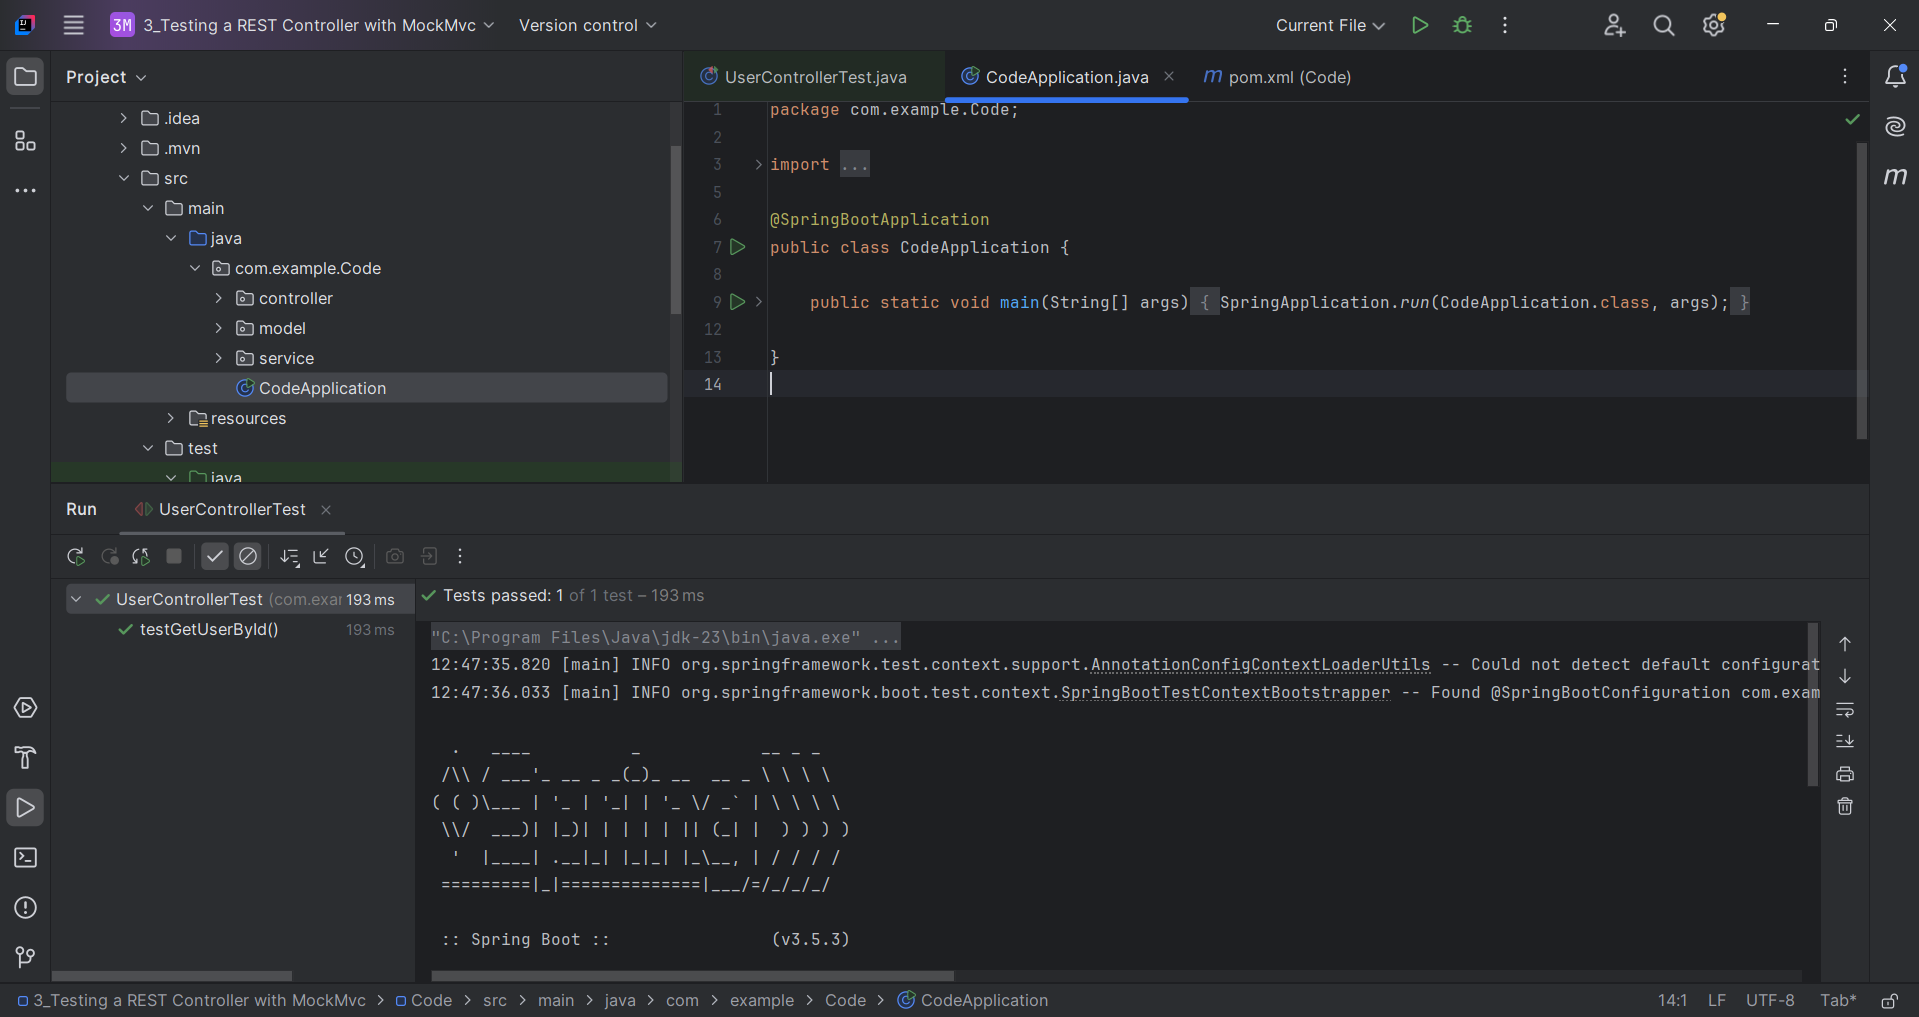 3M 3_Testing a REST Controller with MockMvc Version control Current File
Project
.idea
.mvn
src
main
java
com.example.Code
controller
model
service
CodeApplication
resources
test
java
UserControllerTest.java CodeApplication.java m pom.xml (Code)
1 package com.example.Code;
2
3 import ...
5
6 @SpringBootApplication
7 public class CodeApplication {
8
9 public static void main(String[] args) { SpringApplication.run(CodeApplication.class, args); }
12
13 }
14
m
Run UserControllerTest
UserControllerTest (com.exar 193 ms
testGetUserById() 193 ms
Tests passed: 1 of 1 test – 193 ms
"C:\Program Files\Java\jdk-23\bin\java.exe" ...
12:47:35.820 [main] INFO org.springframework.test.context.support.AnnotationConfigContextLoaderUtils -- Could not detect default configurat
12:47:36.033 [main] INFO org.springframework.boot.test.context.SpringBootTestContextBootstrapper -- Found @SpringBootConfiguration com.exam
  .   ____          _            __ _ _
 /\\ / ___'_ __ _ _(_)_ __  __ _ \ \ \ \
( ( )\___ | '_ | '_| | '_ \/ _` | \ \ \ \
 \\/  ___)| |_)| | | | | || (_| |  ) ) ) )
  '  |____| .__|_| |_|_| |_\__, | / / / /
 =========|_|==============|___/=/_/_/_/
:: Spring Boot :: (v3.5.3)
3_Testing a REST Controller with MockMvc > Code > src > main > java > com > example > Code > CodeApplication 14:1 LF UTF-8 Tab*